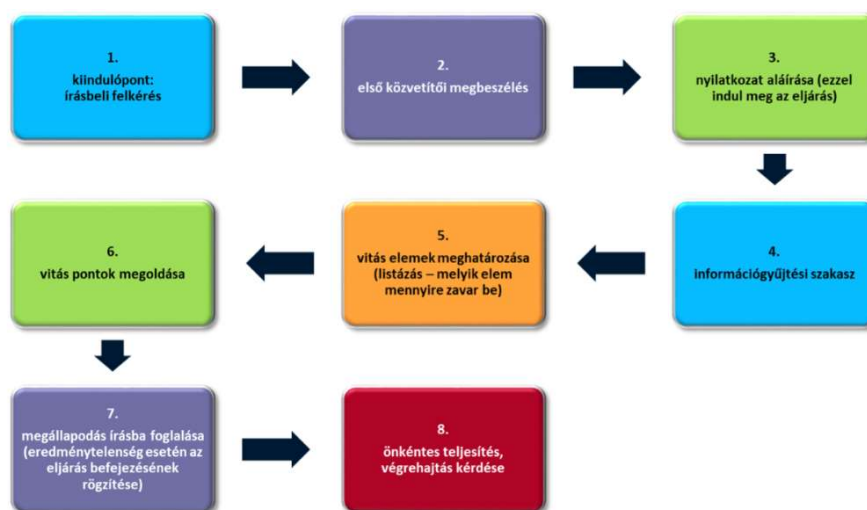 1.
kiindulópont:
írásbeli felkérés
2.
első közvetítői megbeszélés
3.
nyilatkozat aláírása (ezzel
indul meg az eljárás)
4.
információgyűjtési szakasz
5.
vitás elemek meghatározása
(listázás – melyik elem
mennyire zavar be)
6.
vitás pontok megoldása
7.
megállapodás írásba foglalása
(eredménytelenség esetén az
eljárás befejezésének
rögzítése)
8.
önkéntes teljesítés,
végrehajtás kérdése